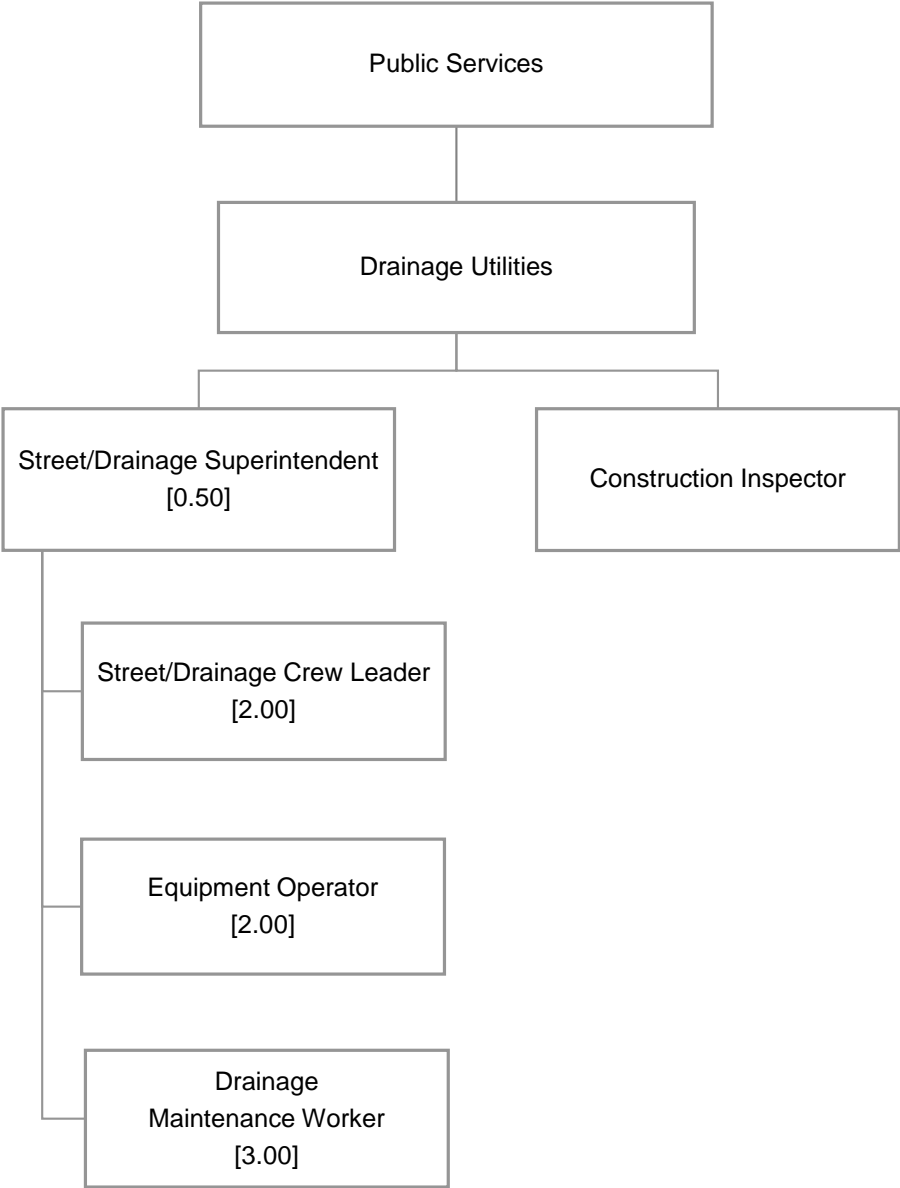 Public Services
Drainage Utilities
Street/Drainage Superintendent
[0.50]
Construction Inspector
Street/Drainage Crew Leader
[2.00]
Equipment Operator
[2.00]
Drainage
Maintenance Worker
[3.00]